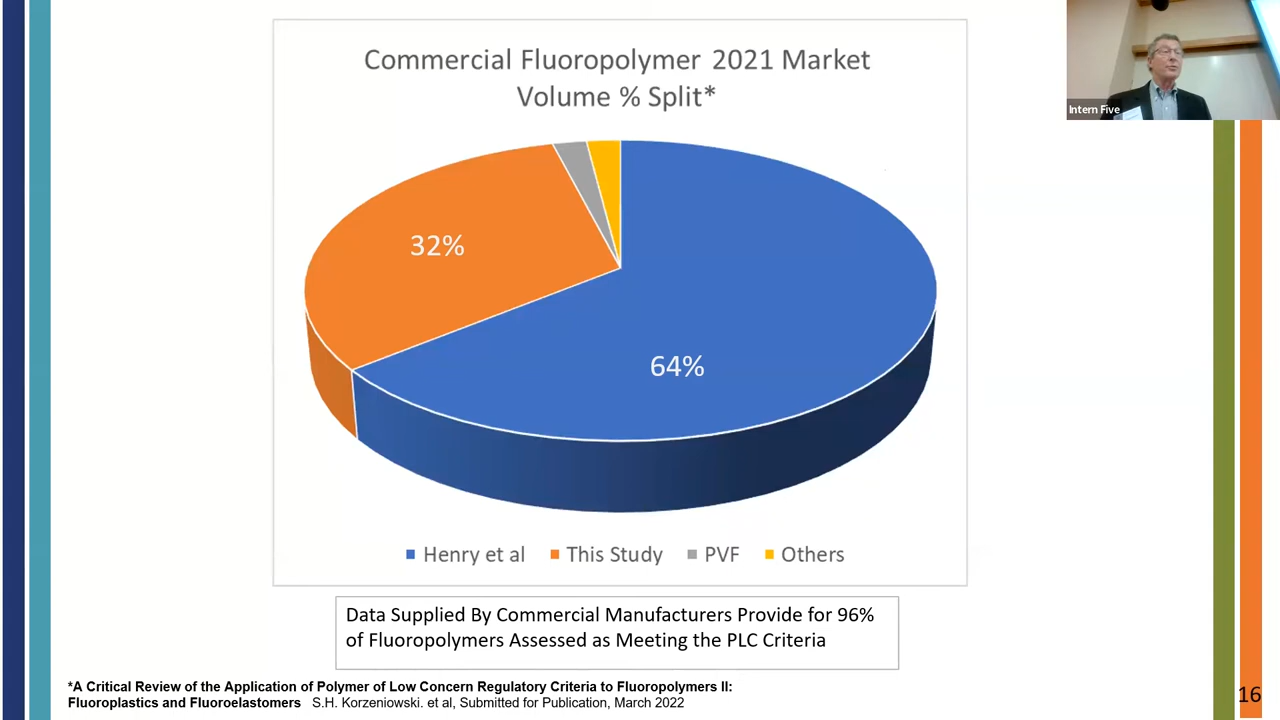 Commercial Fluoropolymer 2021 Market
Volume % Split*
32%
64%
Henry et al This Study PVF Others
Data Supplied By Commercial Manufacturers Provide for 96%
of Fluoropolymers Assessed as Meeting the PLC Criteria
*A Critical Review of the Application of Polymer of Low Concern Regulatory Criteria to Fluoropolymers II:
Fluoroplastics and Fluoroelastomers S.H. Korzeniowski. et al, Submitted for Publication, March 2022
16
Intern Five